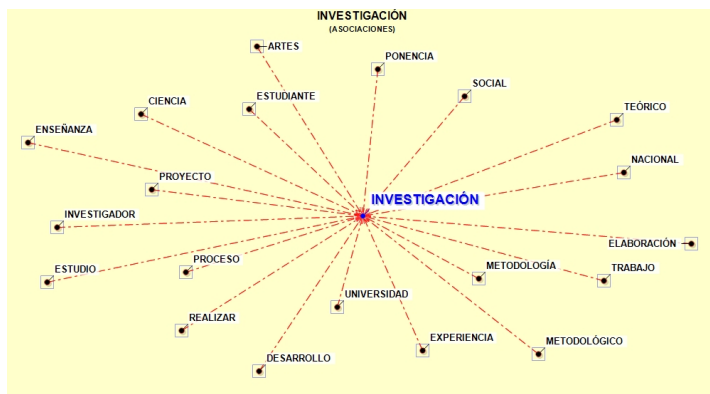 INVESTIGACIÓN
(ASOCIACIONES)
ARTES
PONENCIA
SOCIAL
CIENCIA
ESTUDIANTE
TEÓRICO
ENSEÑANZA
NACIONAL
PROYECTO
INVESTIGACIÓN
INVESTIGADOR
ELABORACIÓN
PROCESO
METODOLOGÍA
ESTUDIO
TRABAJO
UNIVERSIDAD
REALIZAR
EXPERIENCIA
METODOLÓGICO
DESARROLLO